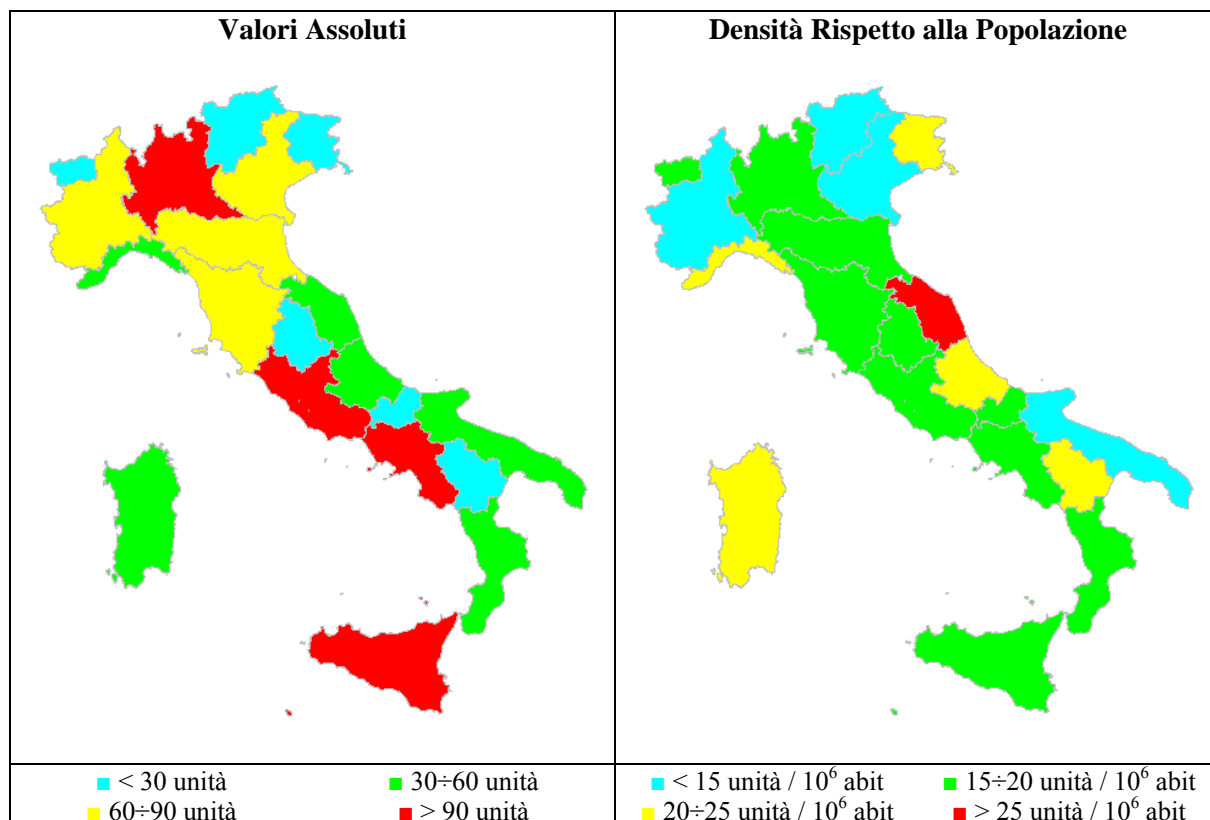 Valori Assoluti
Densità Rispetto alla Popolazione
< 30 unità
30÷60 unità
60÷90 unità
> 90 unità
< 15 unità / 10⁶ abit
15÷20 unità / 10⁶ abit
20÷25 unità / 10⁶ abit
> 25 unità / 10⁶ abit